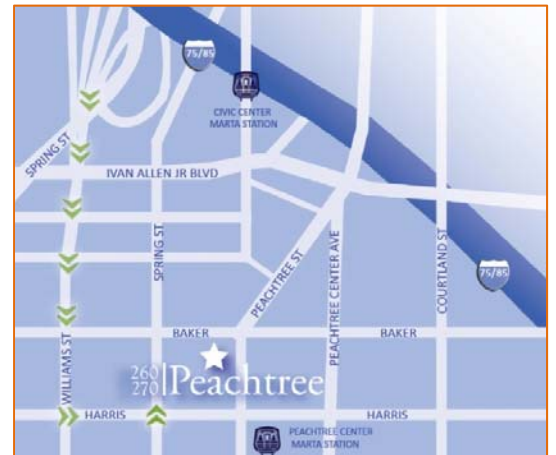 75/85
CIVIC CENTER
MARTA STATION
SPRING ST
IVAN ALLEN JR BLVD
SPRING ST
PEACHTREE ST
PEACHTREE CENTER AVE
COURTLAND ST
75/85
WILLIAMS ST
BAKER
BAKER
260
270
Peachtree
HARRIS
HARRIS
PEACHTREE CENTER
MARTA STATION